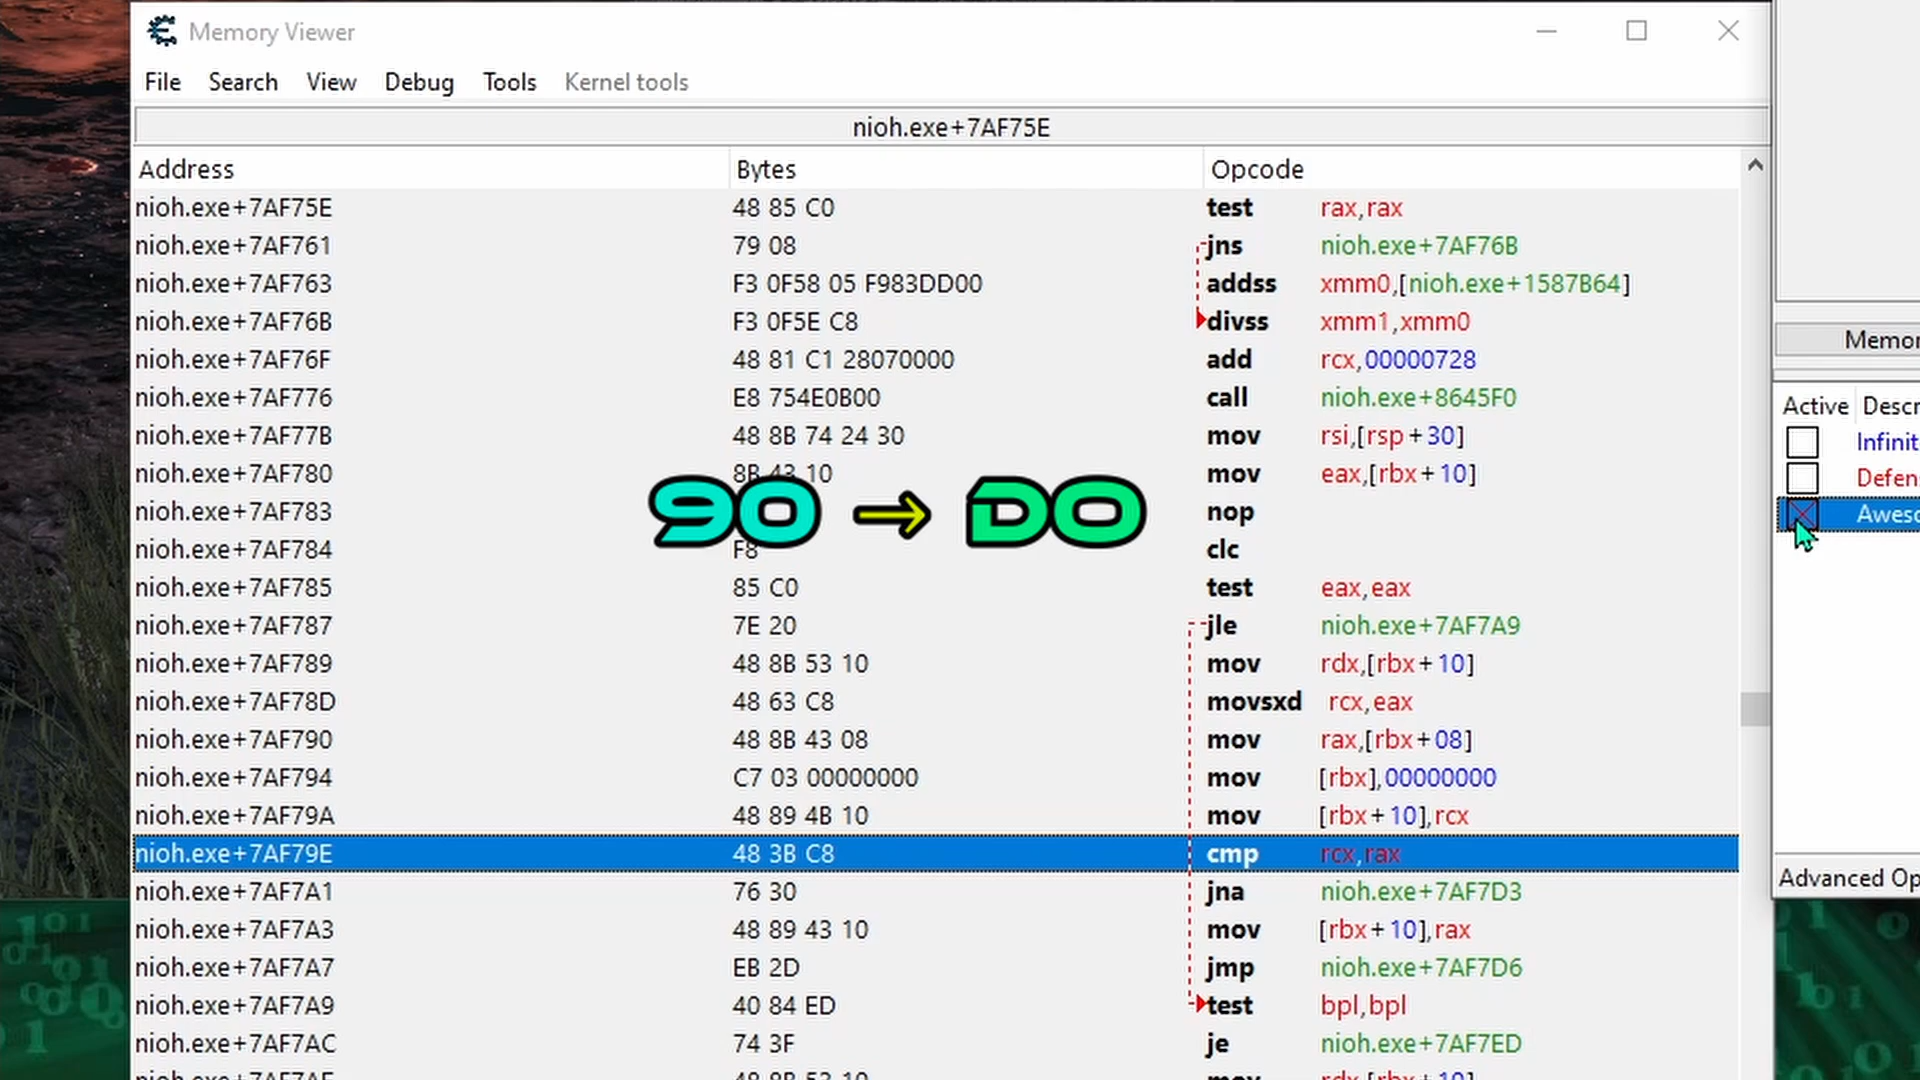 Memory Viewer
File Search View Debug Tools Kernel tools
nioh.exe+7AF75E
Address Bytes Opcode
nioh.exe+7AF75E 48 85 C0 test rax,rax
nioh.exe+7AF761 79 08 jns nioh.exe+7AF76B
nioh.exe+7AF763 F3 0F58 05 F983DD00 addss xmm0,[nioh.exe+1587B64]
nioh.exe+7AF76B F3 0F5E C8 divss xmm1,xmm0
nioh.exe+7AF76F 48 81 C1 28070000 add rcx,00000728
nioh.exe+7AF776 E8 754E0B00 call nioh.exe+8645F0
nioh.exe+7AF77B 48 8B 74 24 30 mov rsi,[rsp+30]
nioh.exe+7AF780 8B 43 10 mov eax,[rbx+10]
nioh.exe+7AF783 nop
90 → D0
nioh.exe+7AF784 F8 clc
nioh.exe+7AF785 85 C0 test eax,eax
nioh.exe+7AF787 7E 20 jle nioh.exe+7AF7A9
nioh.exe+7AF789 48 8B 53 10 mov rdx,[rbx+10]
nioh.exe+7AF78D 48 63 C8 movsxd rcx,eax
nioh.exe+7AF790 48 8B 43 08 mov rax,[rbx+08]
nioh.exe+7AF794 C7 03 00000000 mov [rbx],00000000
nioh.exe+7AF79A 48 89 4B 10 mov [rbx+10],rcx
nioh.exe+7AF79E 48 3B C8 cmp rcx,rax
nioh.exe+7AF7A1 76 30 jna nioh.exe+7AF7D3
nioh.exe+7AF7A3 48 89 43 10 mov [rbx+10],rax
nioh.exe+7AF7A7 EB 2D jmp nioh.exe+7AF7D6
nioh.exe+7AF7A9 40 84 ED test bpl,bpl
nioh.exe+7AF7AC 74 3F je nioh.exe+7AF7ED
Memor
Active Descr
Infinit
Defen
Aweso
Advanced Op